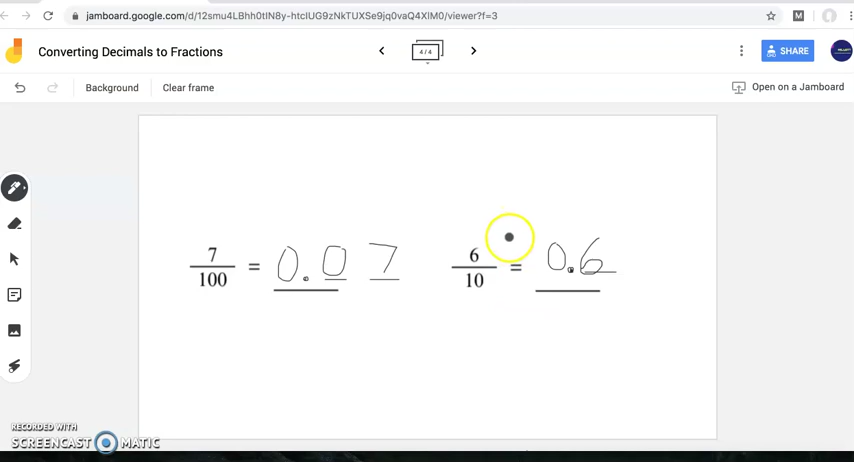 jamboard.google.com/d/12smu4LBhh0tIN8y-htcIUG9zNkTUXSe9jq0vaQ4XlM0/viewer?f=3
M
Converting Decimals to Fractions
4 / 4
SHARE
Background
Clear frame
Open on a Jamboard
7/100 = 0.07
6/10 = 0.6
RECORDED WITH
SCREENCAST MATIC